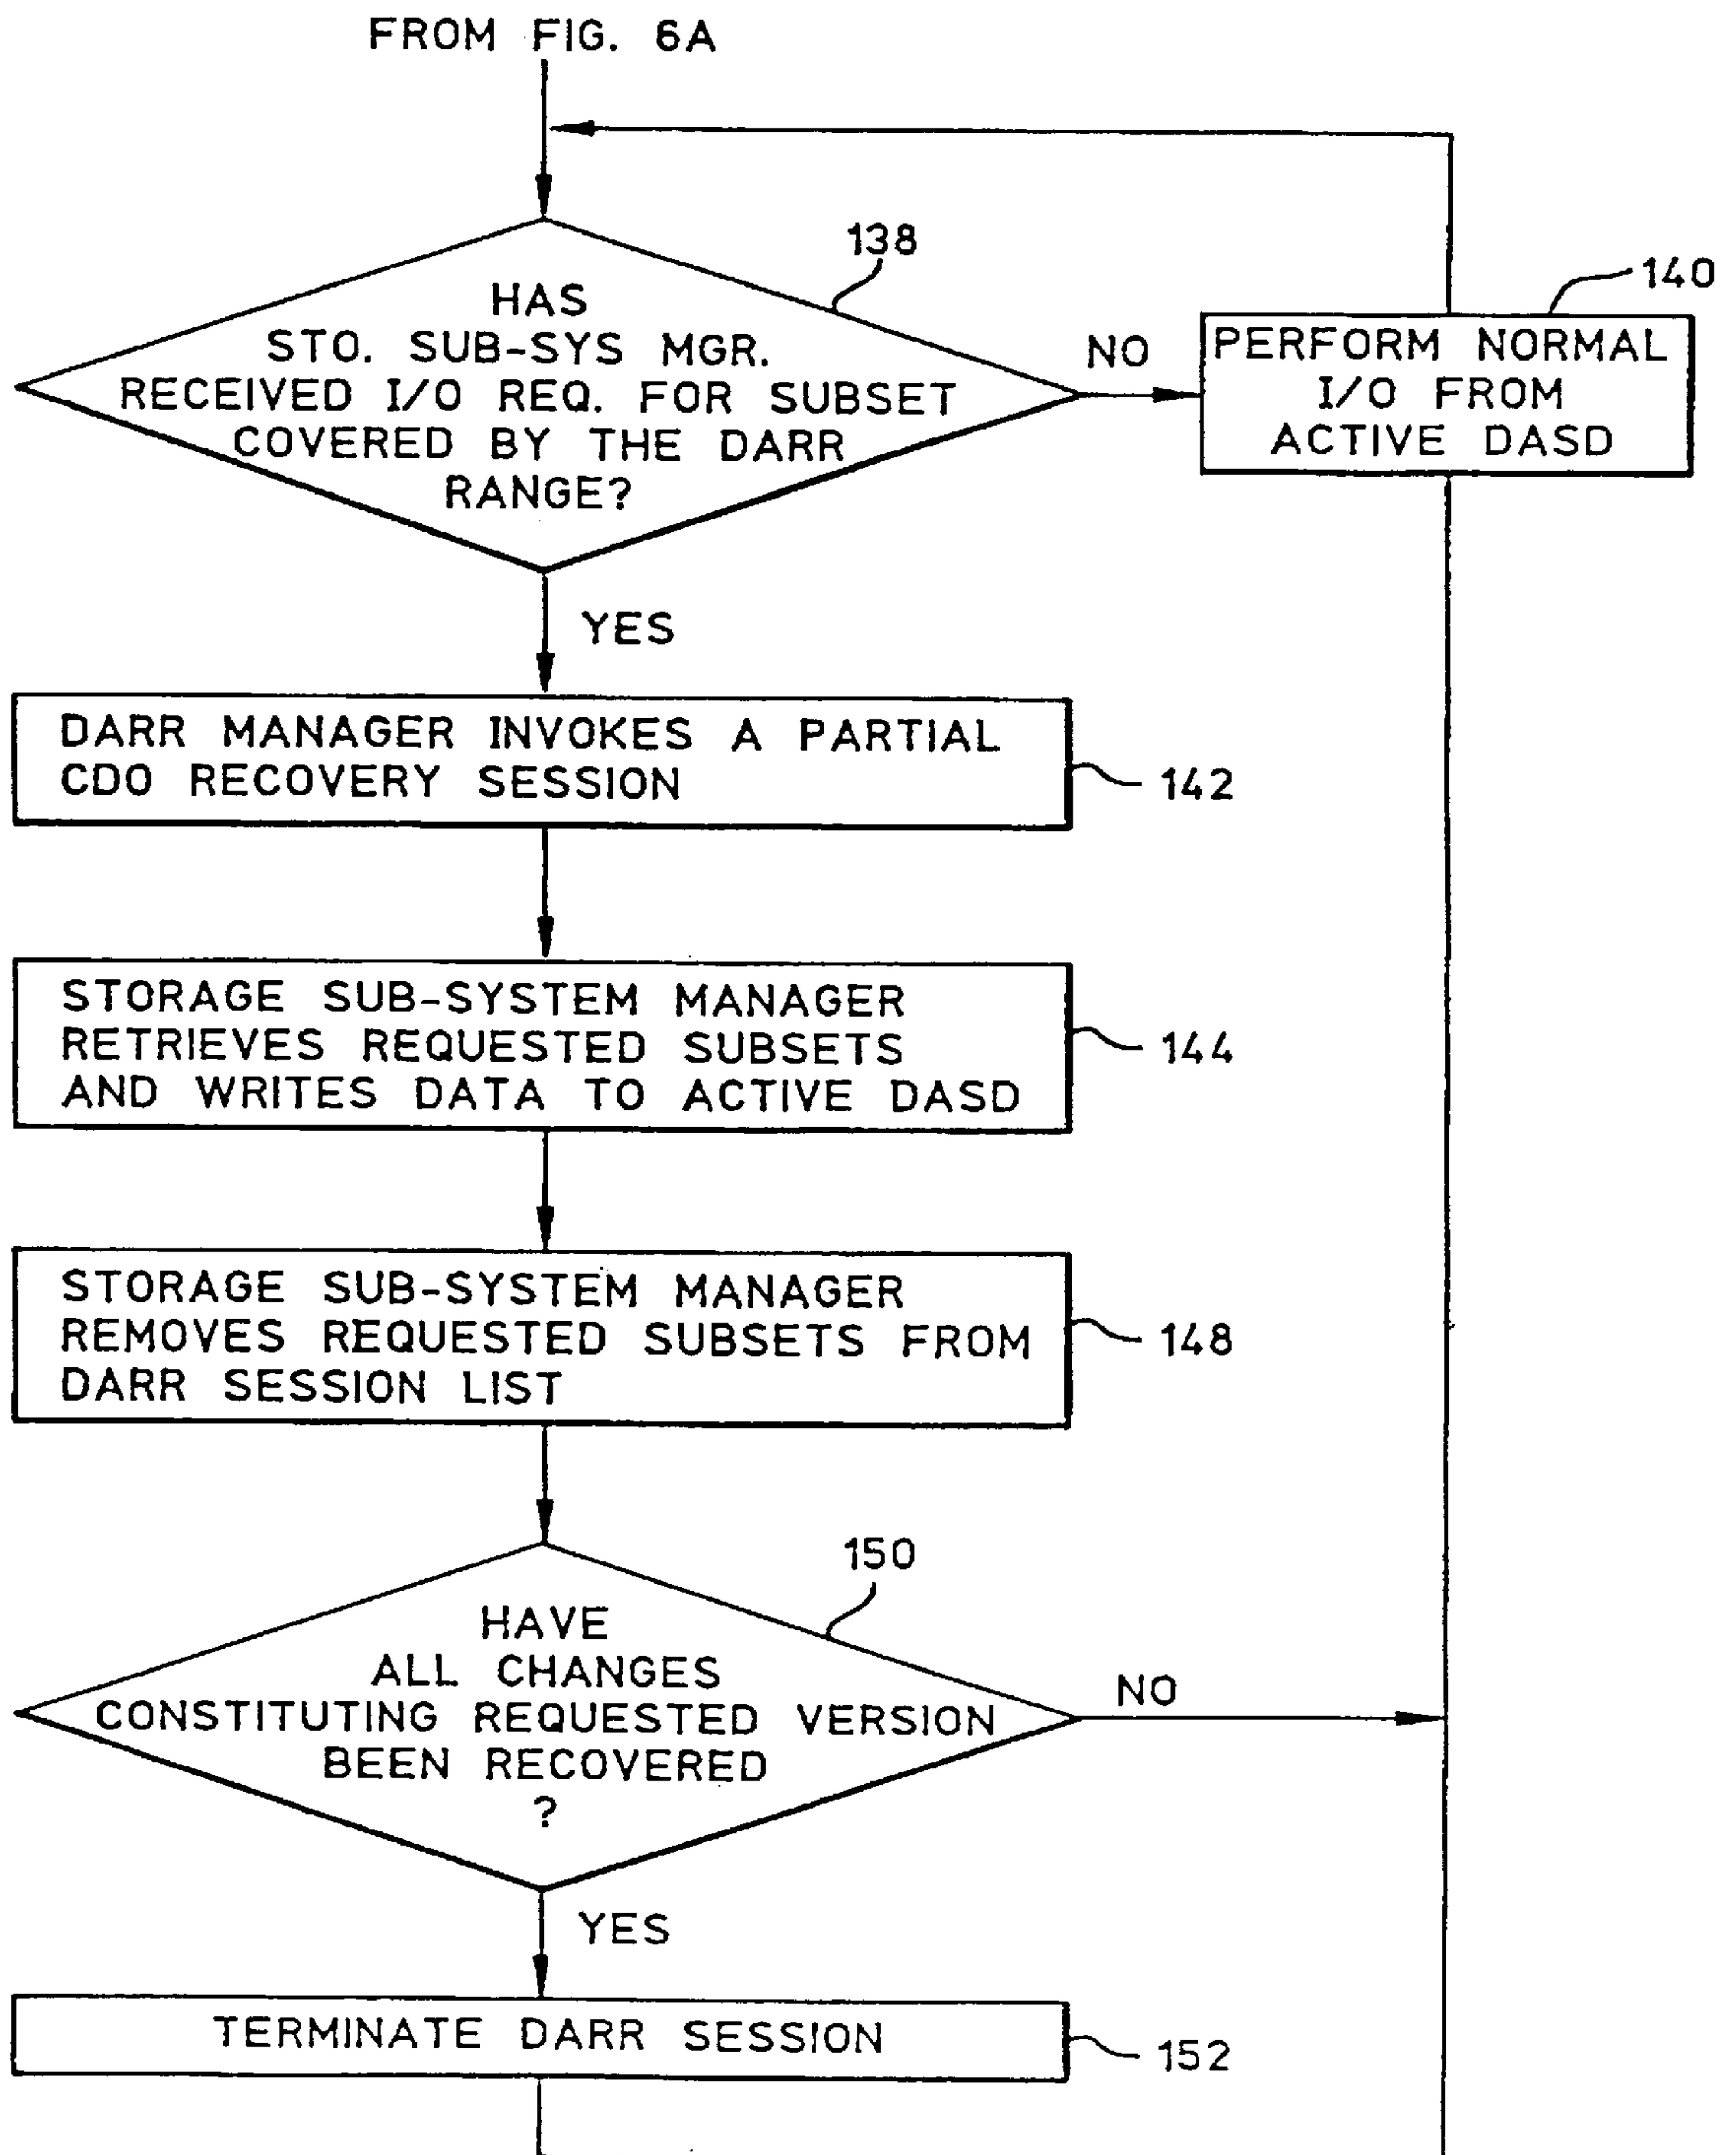 FROM FIG. 6A
138
HAS
STO. SUB-SYS MGR.
RECEIVED I/O REQ. FOR SUBSET
COVERED BY THE DARR
RANGE?
NO
140
PERFORM NORMAL
I/O FROM
ACTIVE DASD
YES
DARR MANAGER INVOKES A PARTIAL
CDO RECOVERY SESSION
142
STORAGE SUB-SYSTEM MANAGER
RETRIEVES REQUESTED SUBSETS
AND WRITES DATA TO ACTIVE DASD
144
STORAGE SUB-SYSTEM MANAGER
REMOVES REQUESTED SUBSETS FROM
DARR SESSION LIST
148
150
HAVE
ALL CHANGES
CONSTITUTING REQUESTED VERSION
BEEN RECOVERED
?
NO
YES
TERMINATE DARR SESSION
152